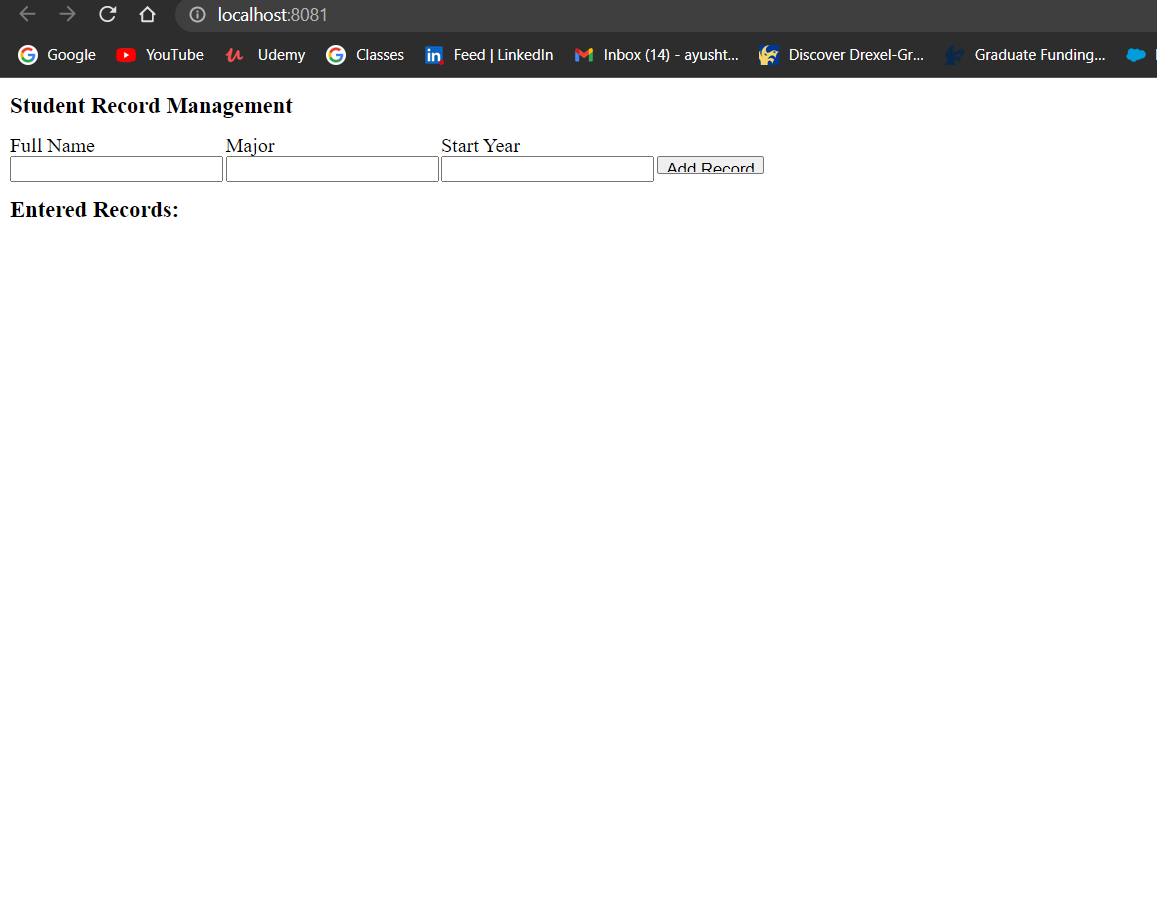 localhost:8081
Google YouTube Udemy Classes Feed | LinkedIn Inbox (14) - ayusht... Discover Drexel-Gr... Graduate Funding...
Student Record Management
Full Name Major Start Year
Add Record
Entered Records: